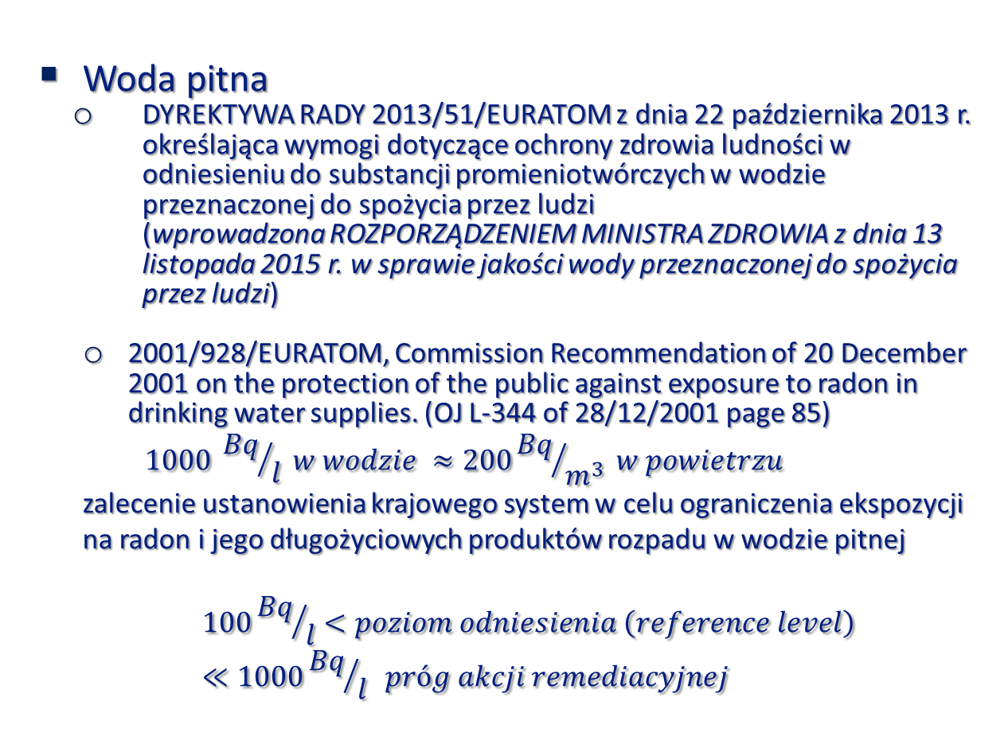 ▪ Woda pitna
o DYREKTYWA RADY 2013/51/EURATOM z dnia 22 października 2013 r.
określająca wymogi dotyczące ochrony zdrowia ludności w
odniesieniu do substancji promieniotwórczych w wodzie
przeznaczonej do spożycia przez ludzi
(wprowadzona ROZPORZĄDZENIEM MINISTRA ZDROWIA z dnia 13
listopada 2015 r. w sprawie jakości wody przeznaczonej do spożycia
przez ludzi)
o 2001/928/EURATOM, Commission Recommendation of 20 December
2001 on the protection of the public against exposure to radon in
drinking water supplies. (OJ L-344 of 28/12/2001 page 85)
1000 Bq/l w wodzie ≈ 200 Bq/m³ w powietrzu
zalecenie ustanowienia krajowego system w celu ograniczenia ekspozycji
na radon i jego długożyciowych produktów rozpadu w wodzie pitnej
100 Bq/l < poziom odniesienia (reference level)
≪ 1000 Bq/l próg akcji remediacyjnej